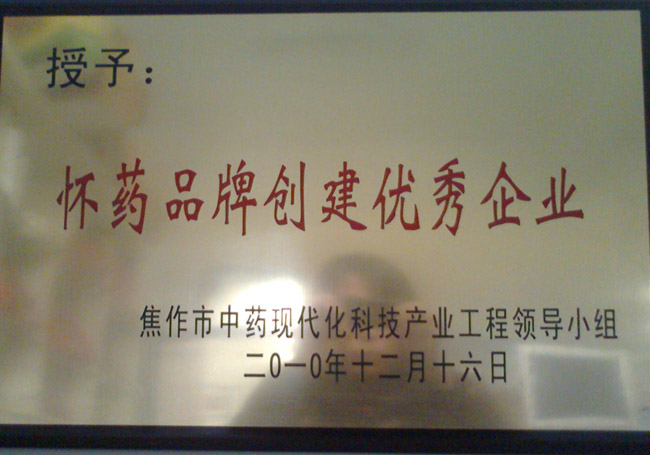 授予：
怀药品牌创建优秀企业
焦作市中药现代化科技产业工程领导小组
二0一0年十二月十六日